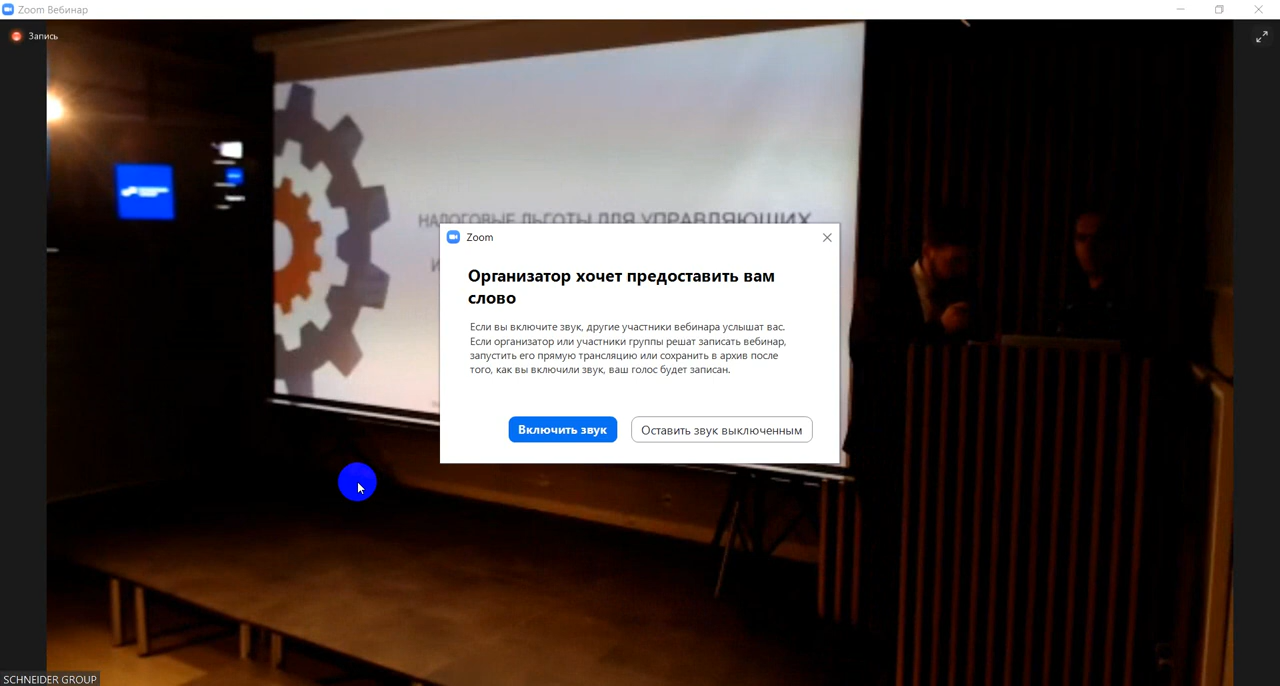 Zoom Вебинар
Запись
НАЛОГОВЫЕ ЛЬГОТЫ ДЛЯ УПРАВЛЯЮЩИХ
Zoom
Организатор хочет предоставить вам
слово
Если вы включите звук, другие участники вебинара услышат вас.
Если организатор или участники группы решат записать вебинар,
запустить его прямую трансляцию или сохранить в архив после
того, как вы включили звук, ваш голос будет записан.
Включить звук
Оставить звук выключенным
SCHNEIDER GROUP